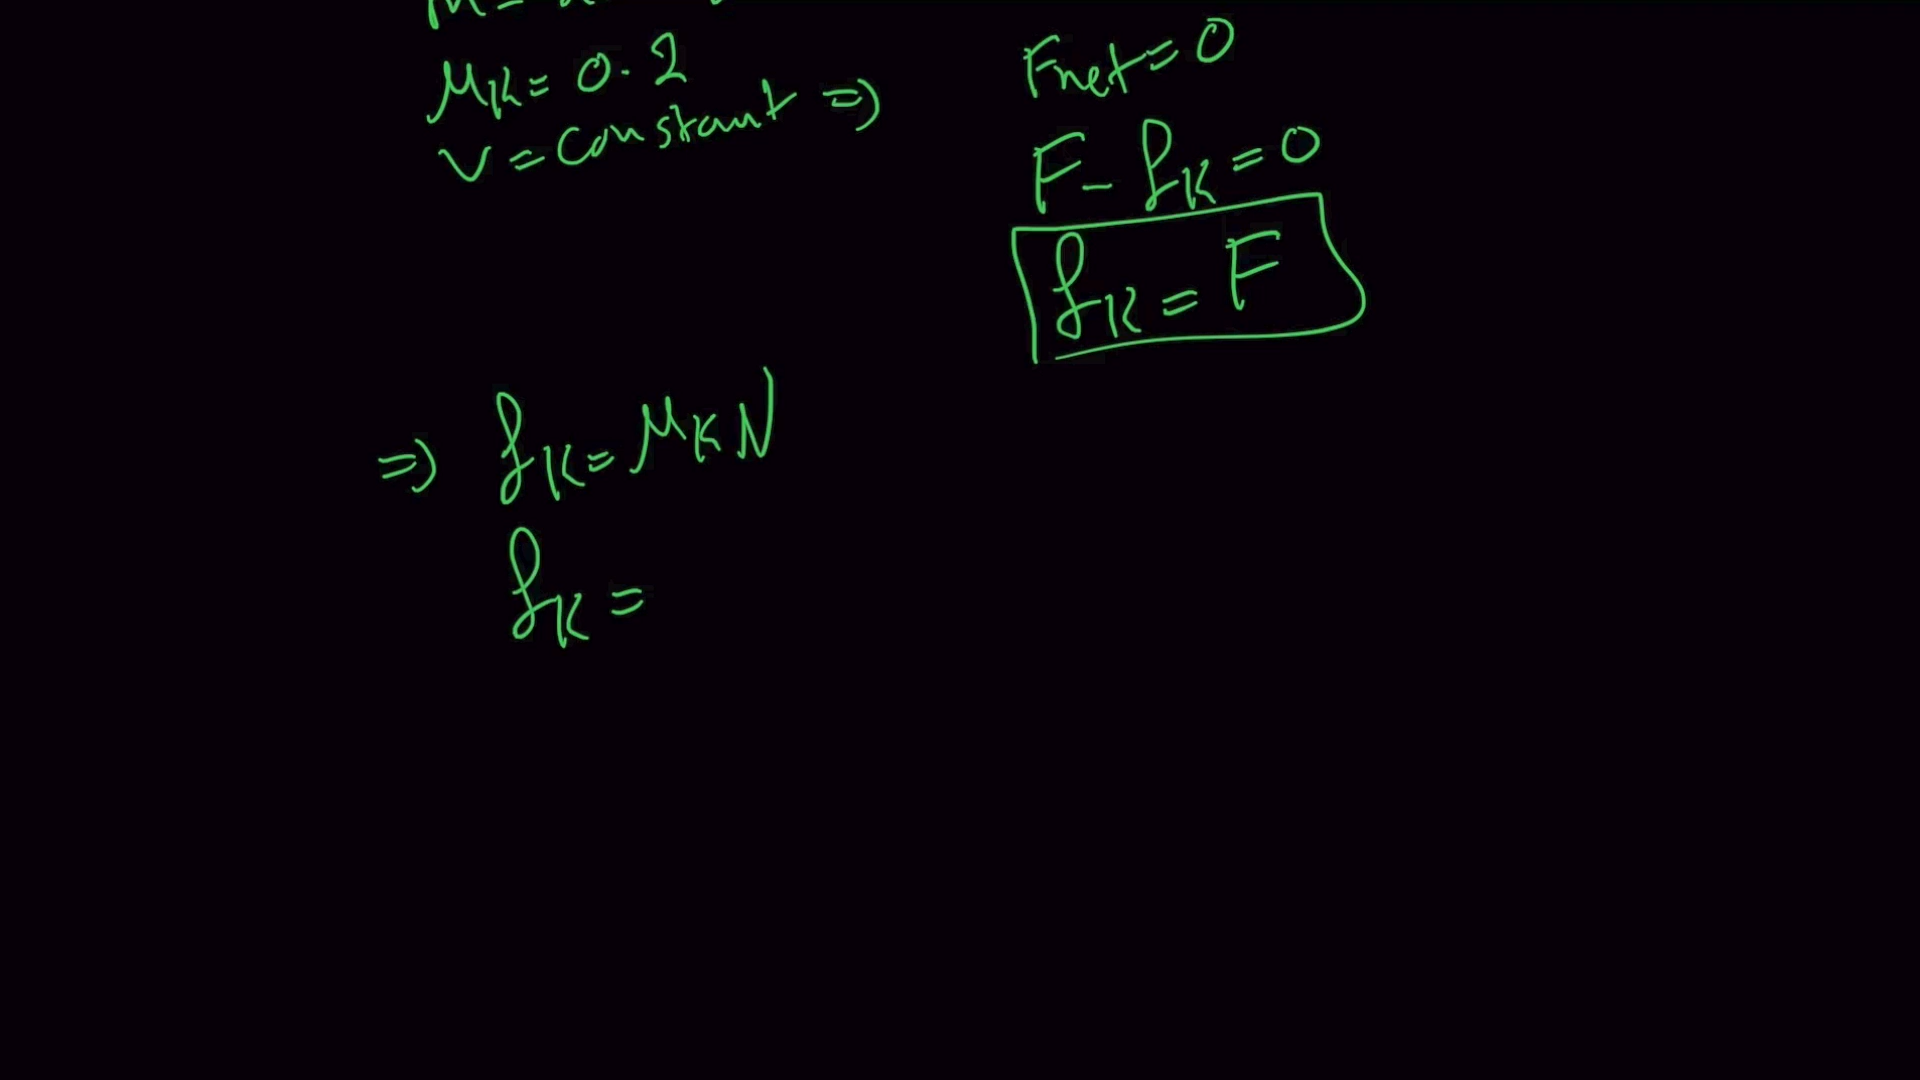 m =
μk = 0.2
v = constant ⇒
Fnet = 0
F - fk = 0
fk = F
⇒ fk = μk N
fk =